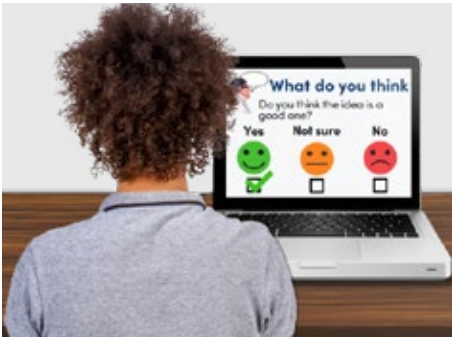 What do you think
Do you think the idea is a
good one?
Yes Not sure No